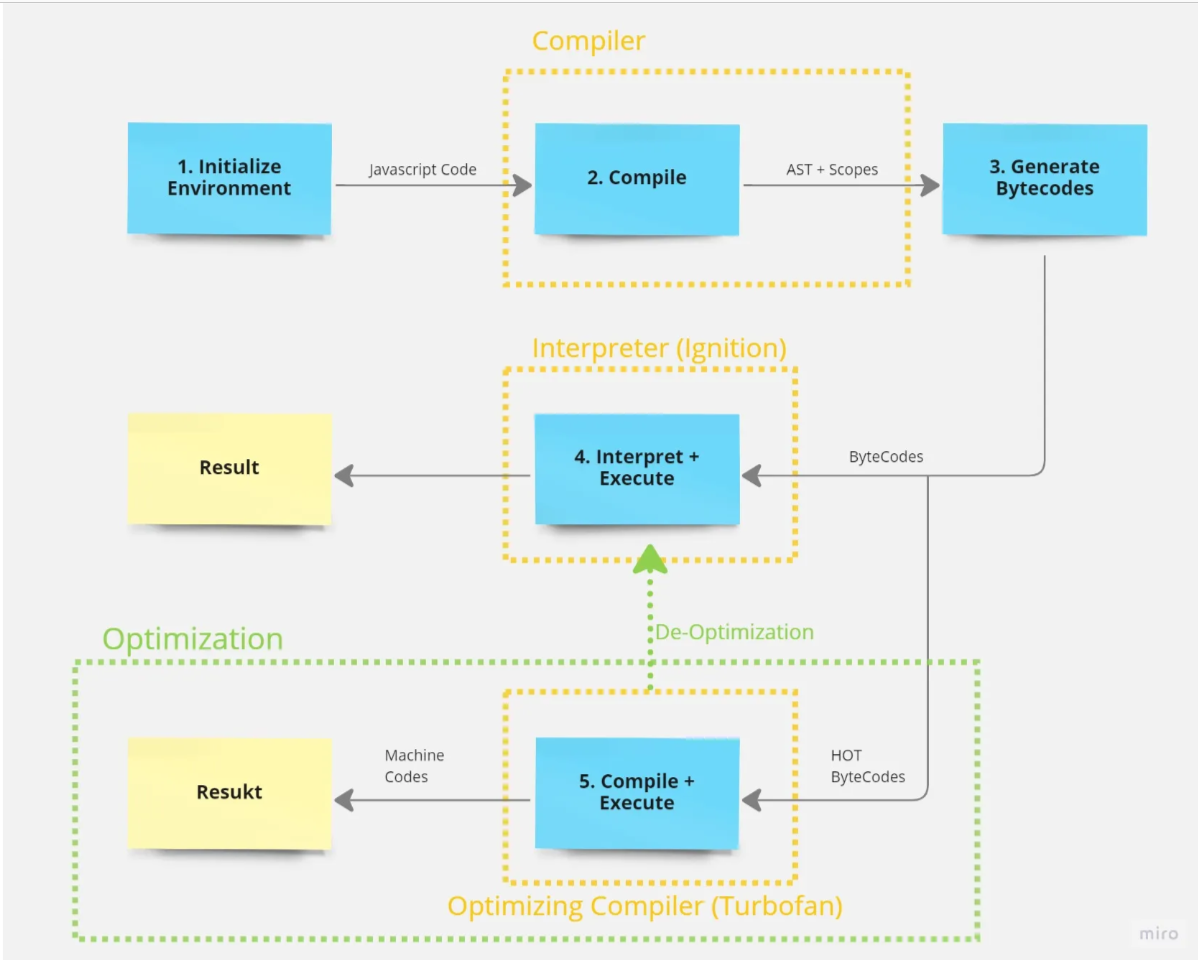 Compiler
1. Initialize
Environment
Javascript Code
2. Compile
AST + Scopes
3. Generate
Bytecodes
Interpreter (Ignition)
Result
4. Interpret +
Execute
ByteCodes
De-Optimization
Optimization
Resukt
Machine
Codes
5. Compile +
Execute
HOT
ByteCodes
Optimizing Compiler (Turbofan)
miro